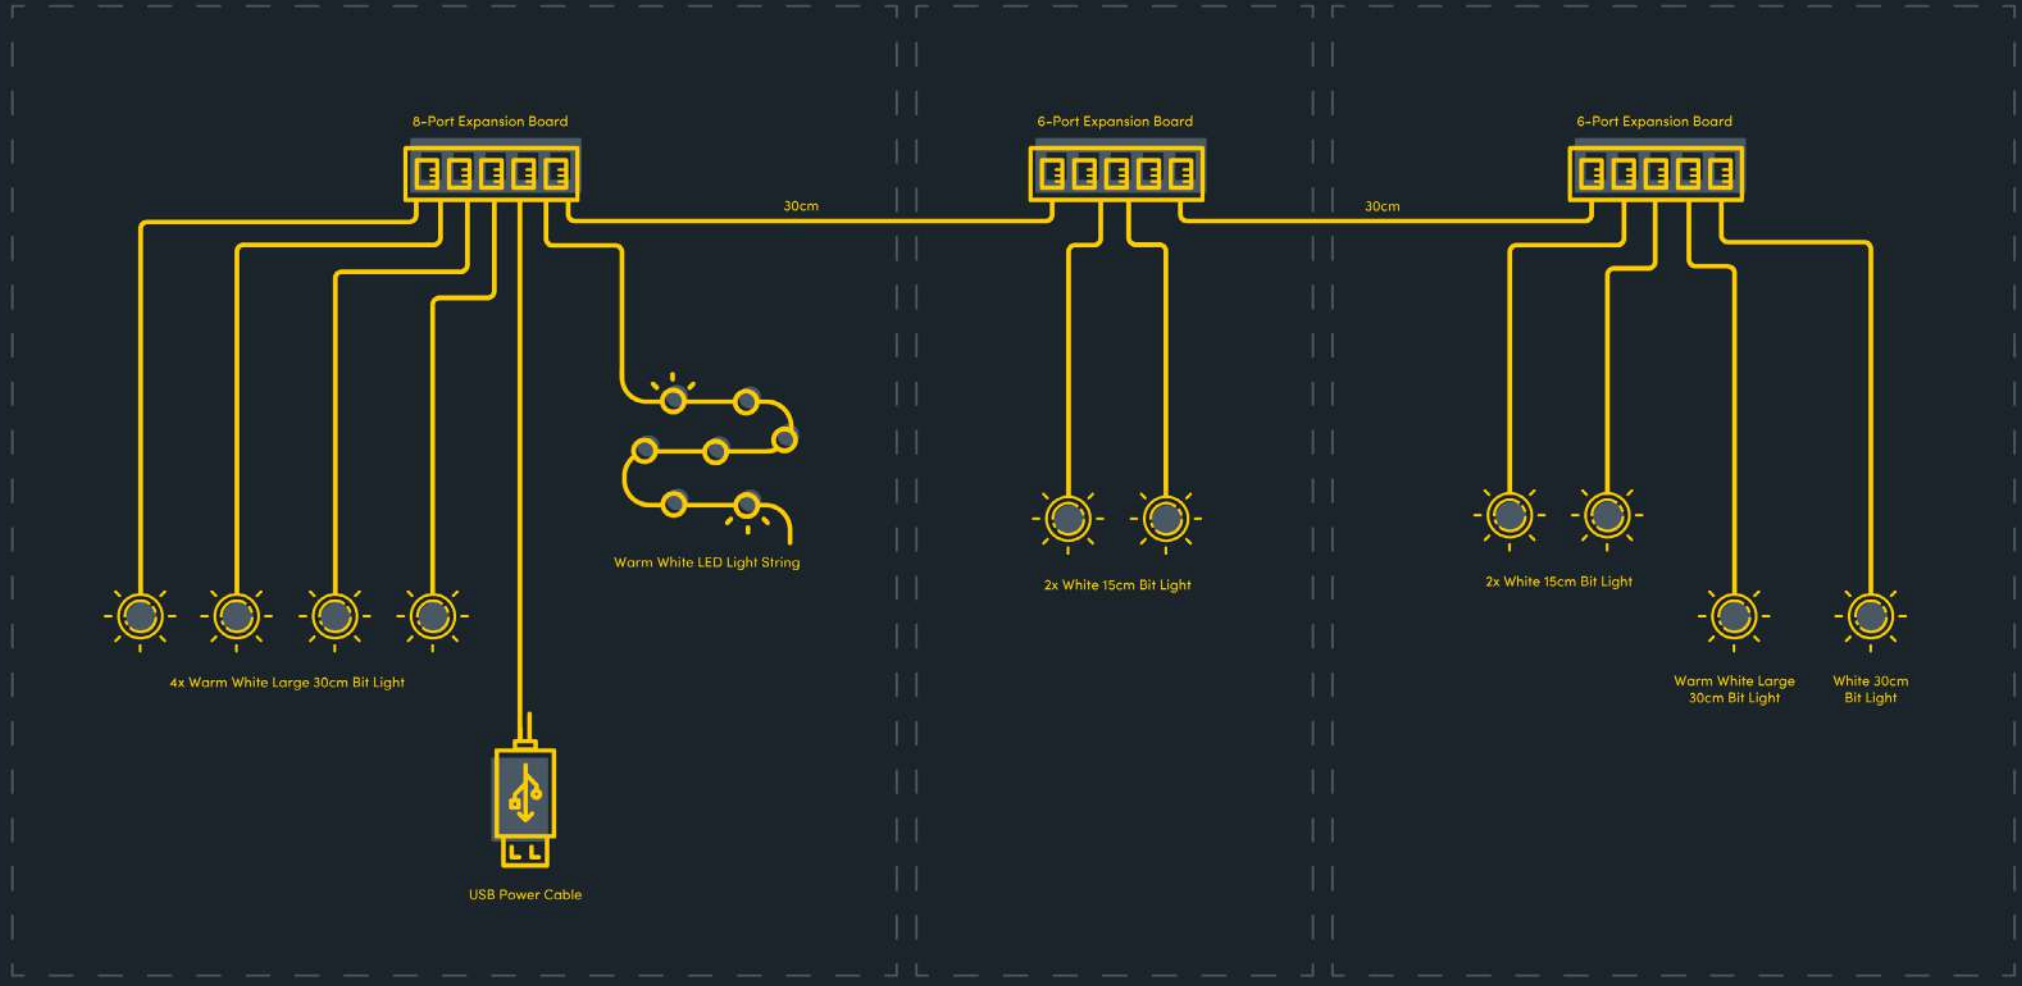 8-Port Expansion Board
6-Port Expansion Board
6-Port Expansion Board
30cm
30cm
Warm White LED Light String
2x White 15cm Bit Light
2x White 15cm Bit Light
4x Warm White Large 30cm Bit Light
Warm White Large
30cm Bit Light
White 30cm
Bit Light
USB Power Cable